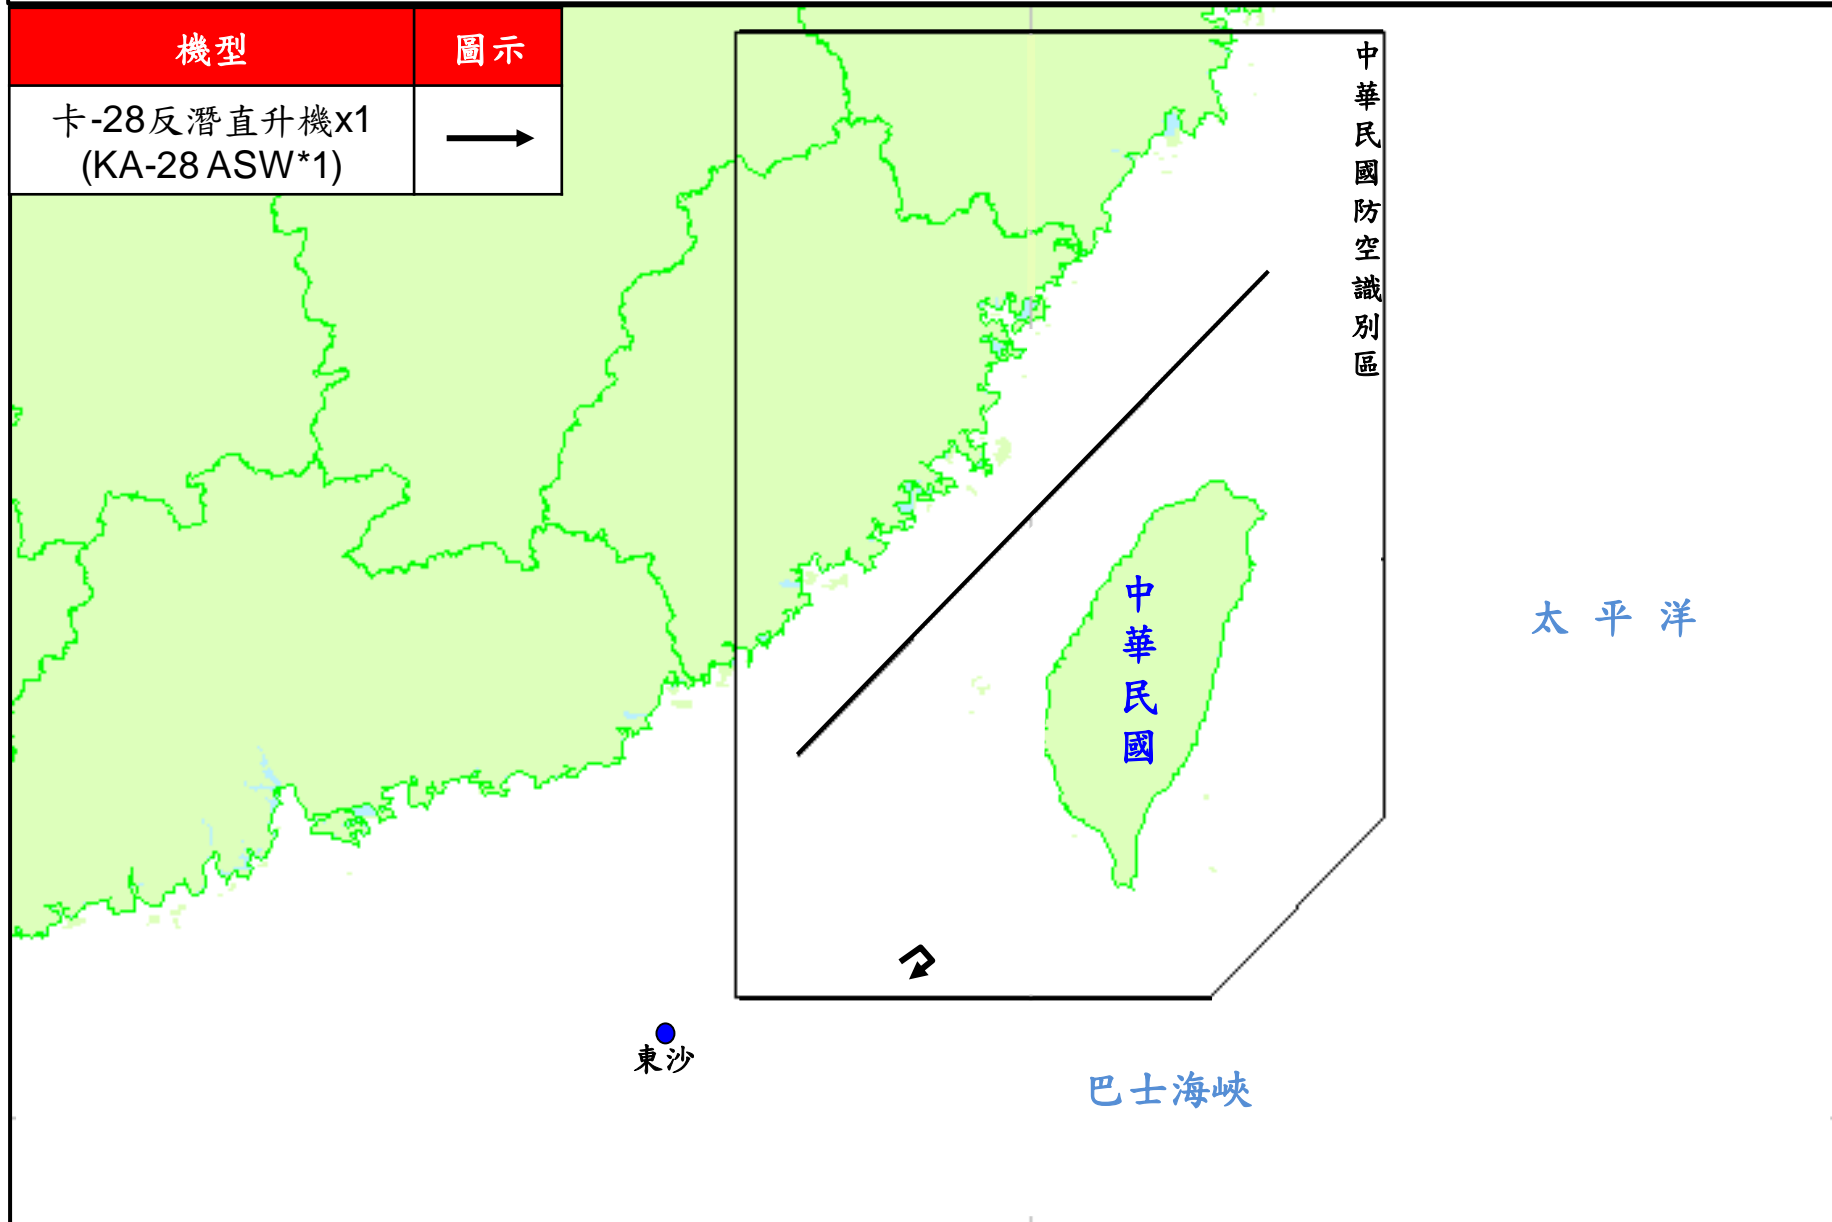 機型
圖示
卡-28反潛直升機x1
(KA-28 ASW*1)
中華民國防空識別區
中華民國
太平洋
東沙
巴士海峽